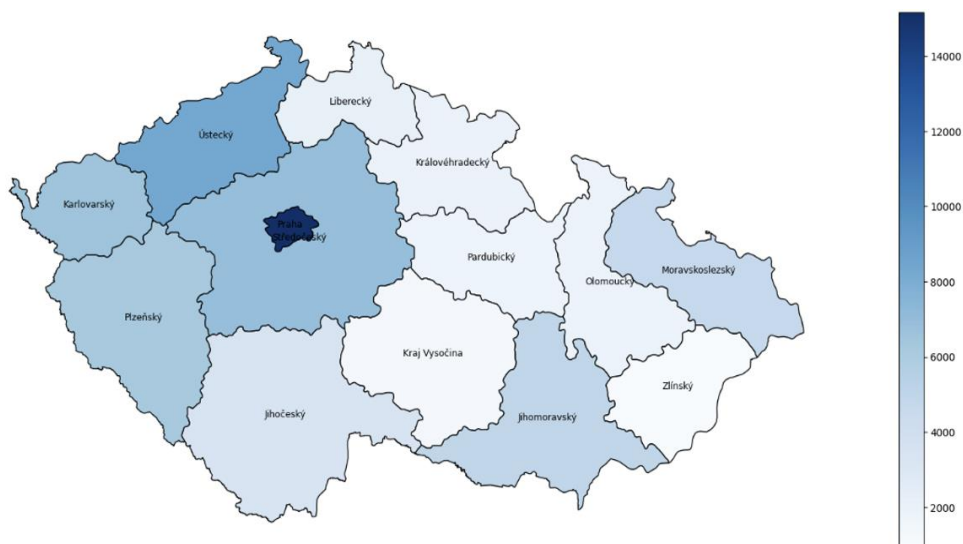 14000
Liberecký
Ústecký
12000
Královéhradecký
Karlovarský
10000
Praha
Středočeský
Pardubický
Moravskoslezský
Olomoucký
8000
Plzeňský
Kraj Vysočina
6000
Zlínský
Jihočeský
Jihomoravský
4000
2000